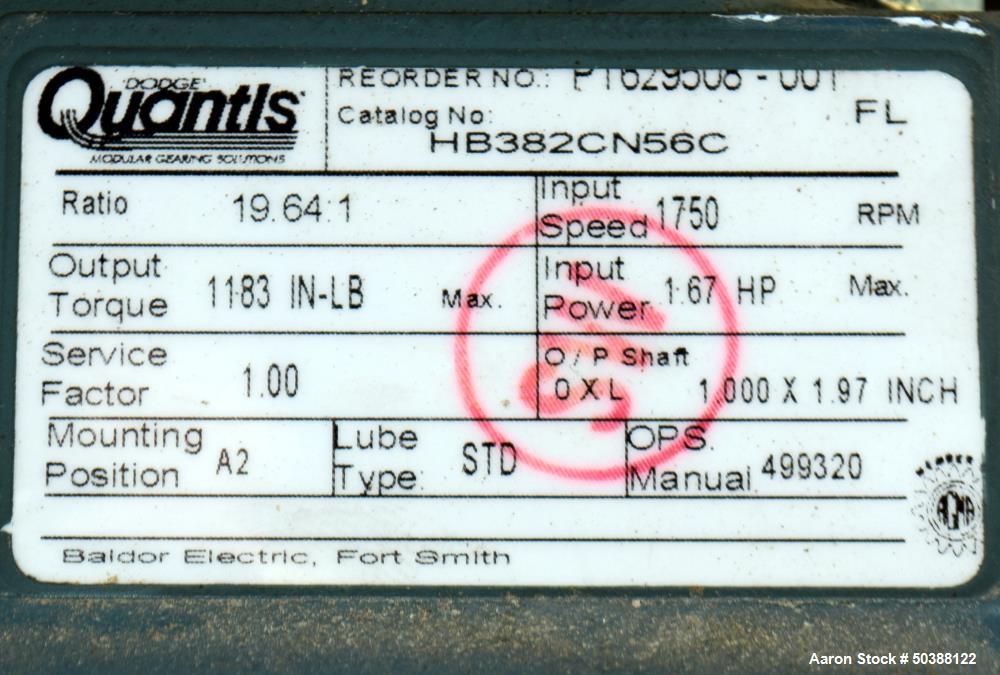 DODGE
Quantis
MODULAR GEARING SOLUTIONS
REORDER NO.: P1629508-001
Catalog No:
HB382CN56C
FL
Ratio 19.64:1
Input Speed 1750 RPM
Output Torque 1183 IN-LB Max.
Input Power 1.67 HP Max.
Service Factor 1.00
O/P Shaft
O X L 1.000 X 1.97 INCH
Mounting Position A2
Lube Type: STD
OPS. Manual 499320
MEMBER
AGMA
Baldor Electric, Fort Smith
Aaron Stock # 50388122